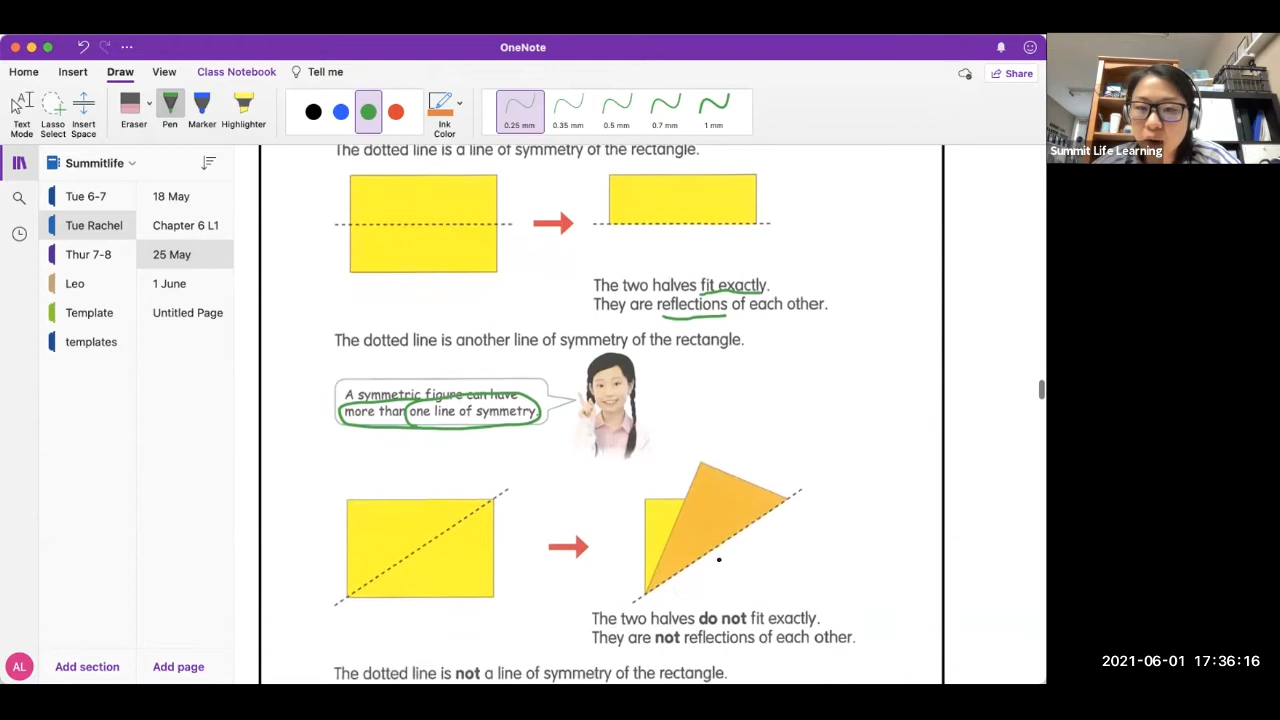 OneNote
Home Insert Draw View Class Notebook Tell me
Share
Text Mode
Lasso Select
Insert Space
Eraser
Pen
Marker
Highlighter
Ink Color
0.25 mm
0.35 mm
0.5 mm
0.7 mm
1 mm
Summit Life Learning
Summitlife
Tue 6-7
Tue Rachel
Thur 7-8
Leo
Template
templates
18 May
Chapter 6 L1
25 May
1 June
Untitled Page
AL
Add section
Add page
The dotted line is a line of symmetry of the rectangle.
The two halves fit exactly.
They are reflections of each other.
The dotted line is another line of symmetry of the rectangle.
A symmetric figure can have
more than one line of symmetry.
The two halves do not fit exactly.
They are not reflections of each other.
The dotted line is not a line of symmetry of the rectangle.
2021-06-01 17:36:16